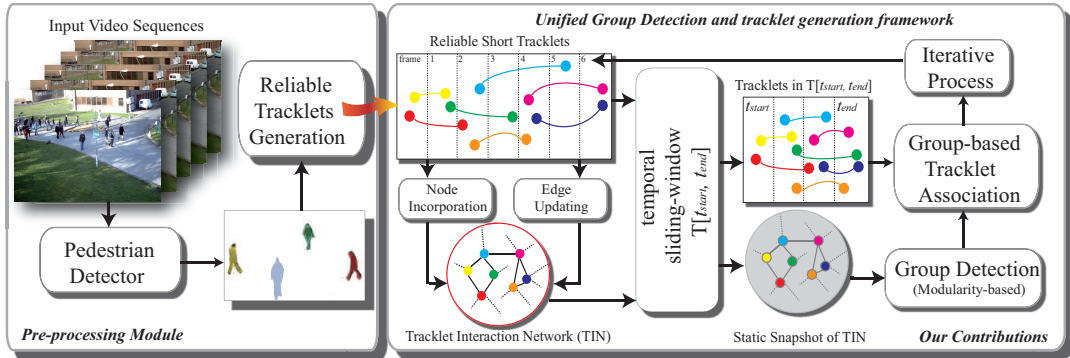 Input Video Sequences
Reliable
Tracklets
Generation
Pedestrian
Detector
Pre-processing Module
Unified Group Detection and tracklet generation framework
Reliable Short Tracklets
frame 1 2 3 4 5 6
Node
Incorporation
Edge
Updating
Tracklet Interaction Network (TIN)
temporal
sliding-window
T[tstart, tend]
Tracklets in T[tstart, tend]
tstart tend
Static Snapshot of TIN
Iterative
Process
Group-based
Tracklet
Association
Group Detection
(Modularity-based)
Our Contributions